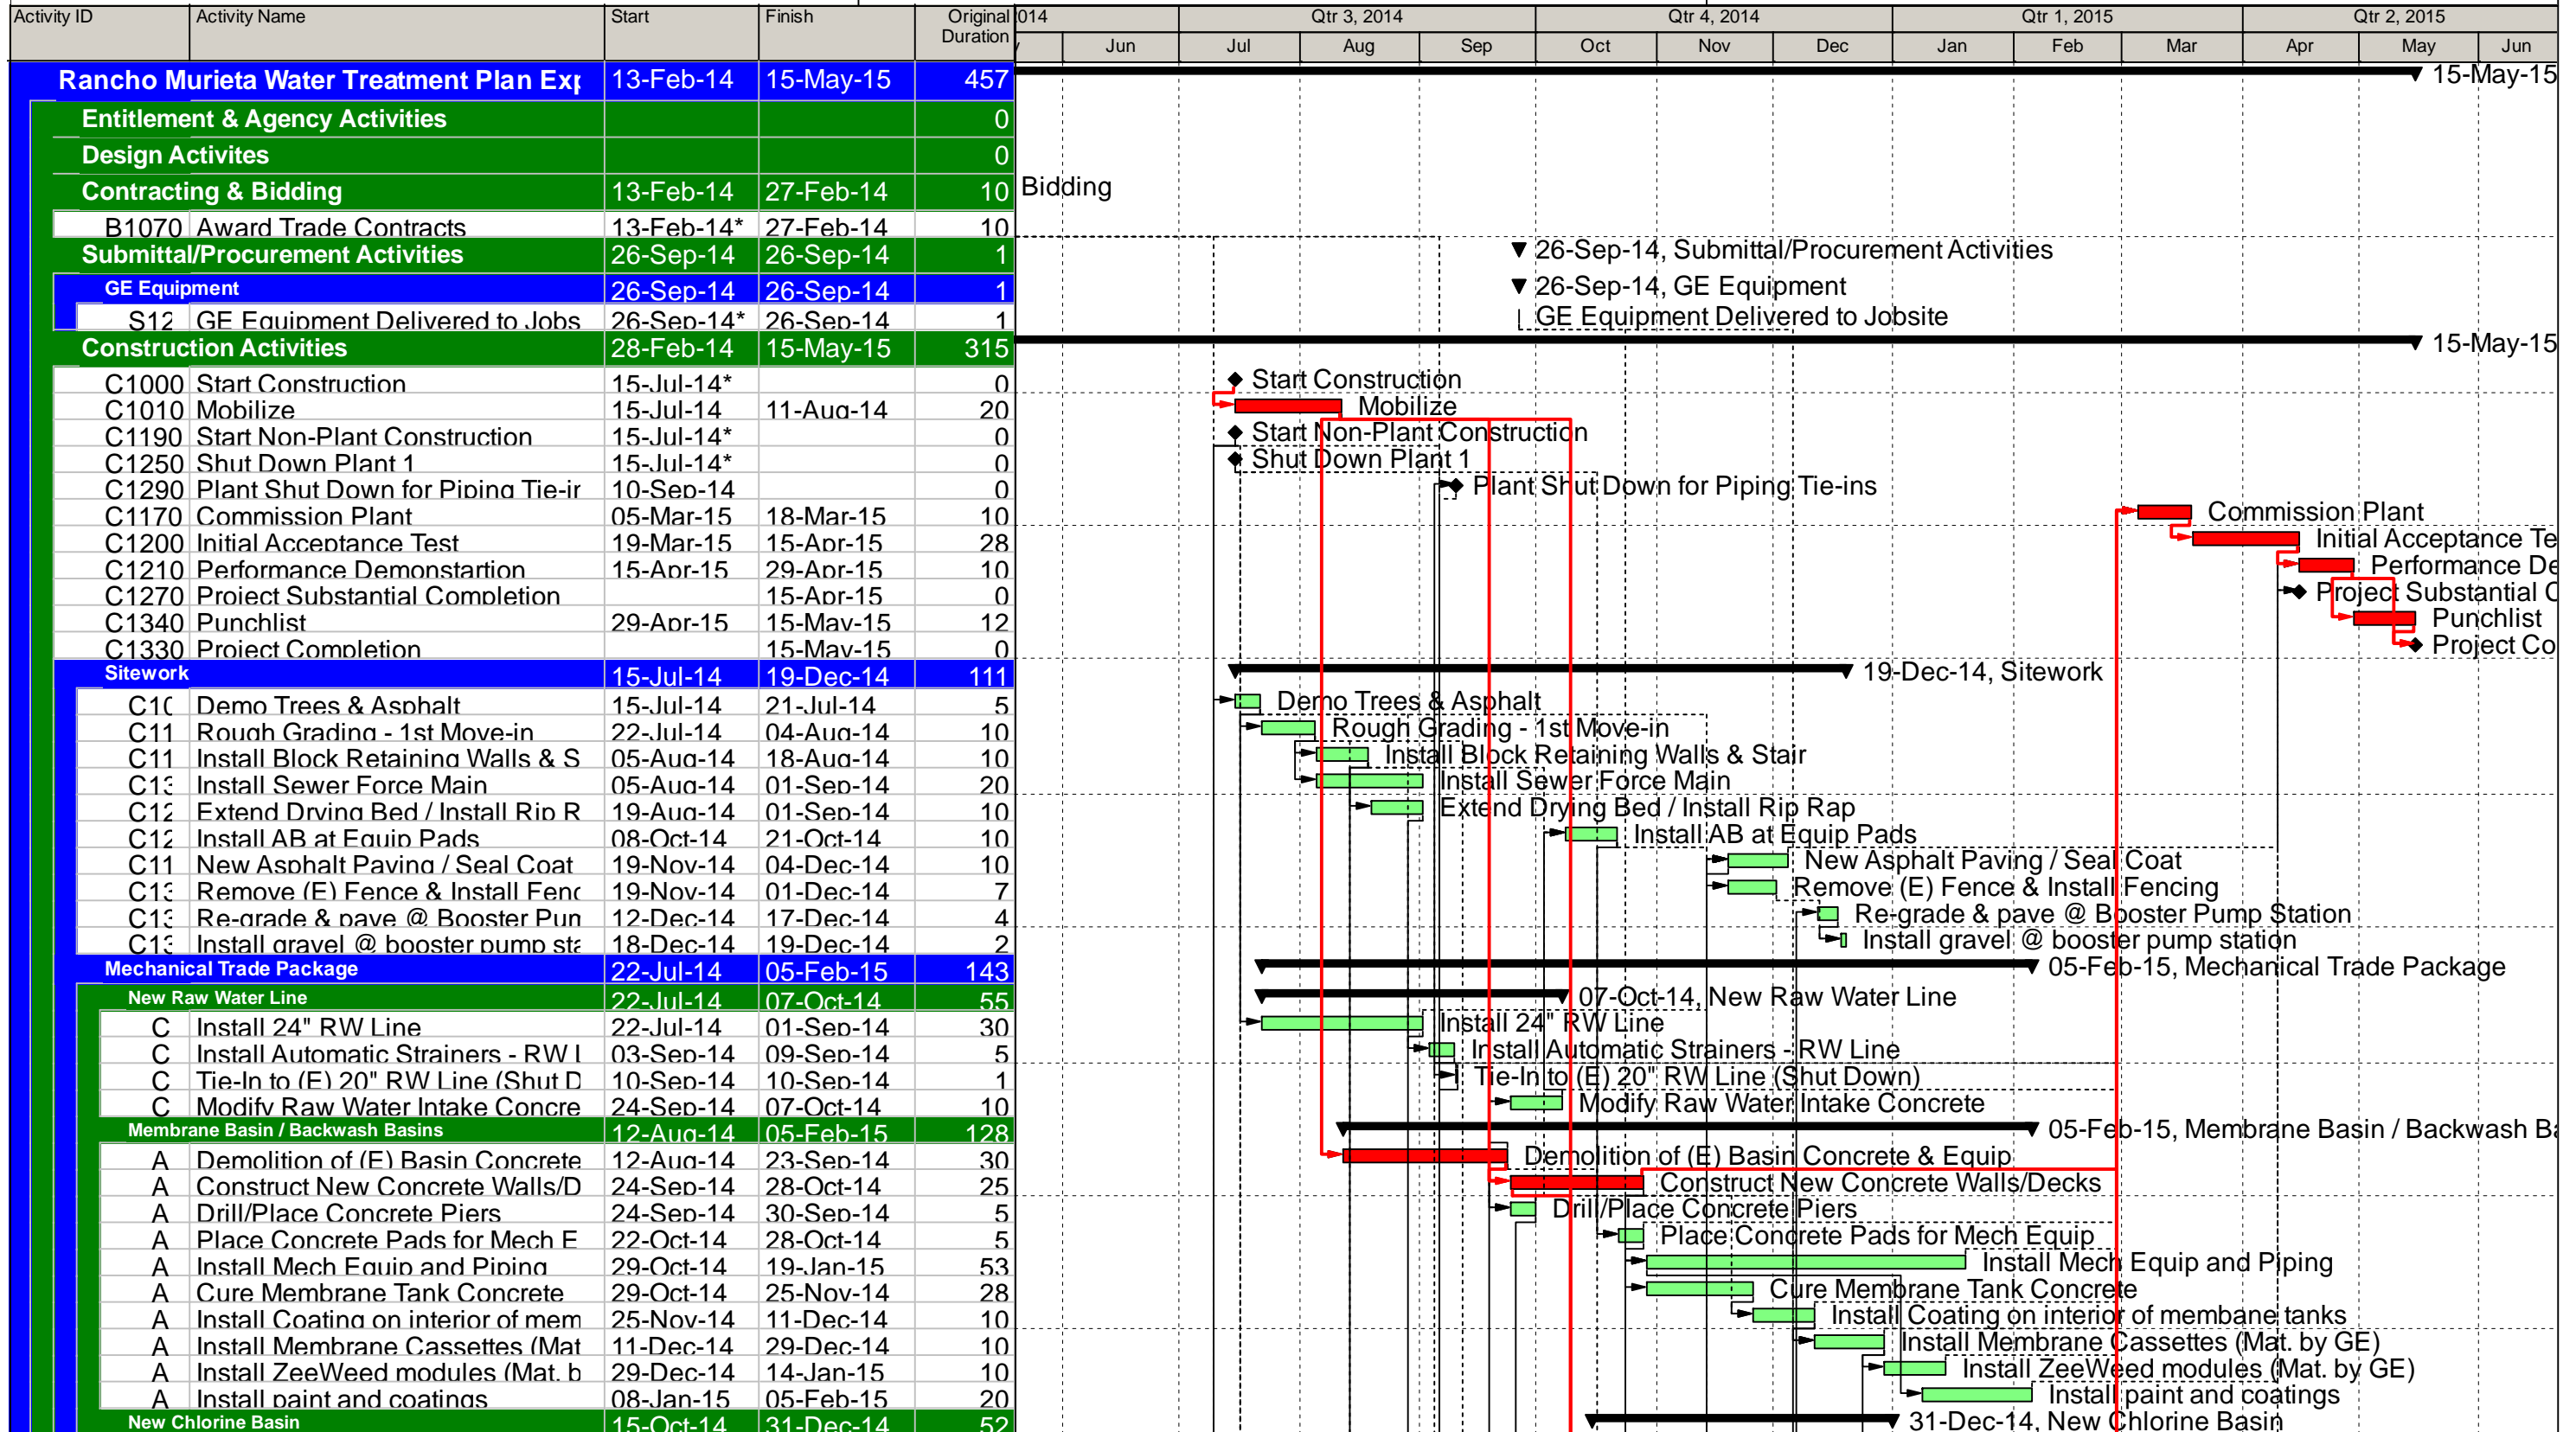 Activity ID Activity Name Start Finish Original Duration 014 Qtr 3, 2014 Qtr 4, 2014 Qtr 1, 2015 Qtr 2, 2015
Jun Jul Aug Sep Oct Nov Dec Jan Feb Mar Apr May Jun
Rancho Murieta Water Treatment Plan Exp 13-Feb-14 15-May-15 457 15-May-15
Entitlement & Agency Activities 0
Design Activites 0
Contracting & Bidding 13-Feb-14 27-Feb-14 10 Bidding
B1070 Award Trade Contracts 13-Feb-14* 27-Feb-14 10
Submittal/Procurement Activities 26-Sep-14 26-Sep-14 1 26-Sep-14, Submittal/Procurement Activities
GE Equipment 26-Sep-14 26-Sep-14 1 26-Sep-14, GE Equipment
S12 GE Equipment Delivered to Jobs 26-Sep-14* 26-Sep-14 1 GE Equipment Delivered to Jobsite
Construction Activities 28-Feb-14 15-May-15 315 15-May-15
C1000 Start Construction 15-Jul-14* 0 Start Construction
C1010 Mobilize 15-Jul-14 11-Aug-14 20 Mobilize
C1190 Start Non-Plant Construction 15-Jul-14* 0 Start Non-Plant Construction
C1250 Shut Down Plant 1 15-Jul-14* 0 Shut Down Plant 1
C1290 Plant Shut Down for Piping Tie-ir 10-Sep-14 0 Plant Shut Down for Piping Tie-ins
C1170 Commission Plant 05-Mar-15 18-Mar-15 10 Commission Plant
C1200 Initial Acceptance Test 19-Mar-15 15-Apr-15 28 Initial Acceptance Te
C1210 Performance Demonstartion 15-Apr-15 29-Apr-15 10 Performance De
C1270 Project Substantial Completion 15-Apr-15 0 Project Substantial C
C1340 Punchlist 29-Apr-15 15-May-15 12 Punchlist
C1330 Project Completion 15-May-15 0 Project Co
Sitework 15-Jul-14 19-Dec-14 111 19-Dec-14, Sitework
C10 Demo Trees & Asphalt 15-Jul-14 21-Jul-14 5 Demo Trees & Asphalt
C11 Rough Grading - 1st Move-in 22-Jul-14 04-Aug-14 10 Rough Grading - 1st Move-in
C11 Install Block Retaining Walls & S 05-Aug-14 18-Aug-14 10 Install Block Retaining Walls & Stair
C13 Install Sewer Force Main 05-Aug-14 01-Sep-14 20 Install Sewer Force Main
C12 Extend Drying Bed / Install Rip R 19-Aug-14 01-Sep-14 10 Extend Drying Bed / Install Rip Rap
C12 Install AB at Equip Pads 08-Oct-14 21-Oct-14 10 Install AB at Equip Pads
C11 New Asphalt Paving / Seal Coat 19-Nov-14 04-Dec-14 10 New Asphalt Paving / Seal Coat
C13 Remove (E) Fence & Install Fenc 19-Nov-14 01-Dec-14 7 Remove (E) Fence & Install Fencing
C13 Re-grade & pave @ Booster Pum 12-Dec-14 17-Dec-14 4 Re-grade & pave @ Booster Pump Station
C13 Install gravel @ booster pump sta 18-Dec-14 19-Dec-14 2 Install gravel @ booster pump station
Mechanical Trade Package 22-Jul-14 05-Feb-15 143 05-Feb-15, Mechanical Trade Package
New Raw Water Line 22-Jul-14 07-Oct-14 55 07-Oct-14, New Raw Water Line
C Install 24" RW Line 22-Jul-14 01-Sep-14 30 Install 24" RW Line
C Install Automatic Strainers - RW L 03-Sep-14 09-Sep-14 5 Install Automatic Strainers - RW Line
C Tie-In to (E) 20" RW Line (Shut D 10-Sep-14 10-Sep-14 1 Tie-In to (E) 20" RW Line (Shut Down)
C Modify Raw Water Intake Concre 24-Sep-14 07-Oct-14 10 Modify Raw Water Intake Concrete
Membrane Basin / Backwash Basins 12-Aug-14 05-Feb-15 128 05-Feb-15, Membrane Basin / Backwash Ba
A Demolition of (E) Basin Concrete 12-Aug-14 23-Sep-14 30 Demolition of (E) Basin Concrete & Equip
A Construct New Concrete Walls/D 24-Sep-14 28-Oct-14 25 Construct New Concrete Walls/Decks
A Drill/Place Concrete Piers 24-Sep-14 30-Sep-14 5 Drill/Place Concrete Piers
A Place Concrete Pads for Mech E 22-Oct-14 28-Oct-14 5 Place Concrete Pads for Mech Equip
A Install Mech Equip and Piping 29-Oct-14 19-Jan-15 53 Install Mech Equip and Piping
A Cure Membrane Tank Concrete 29-Oct-14 25-Nov-14 28 Cure Membrane Tank Concrete
A Install Coating on interior of mem 25-Nov-14 11-Dec-14 10 Install Coating on interior of membane tanks
A Install Membrane Cassettes (Mat 11-Dec-14 29-Dec-14 10 Install Membrane Cassettes (Mat. by GE)
A Install ZeeWeed modules (Mat. b 29-Dec-14 14-Jan-15 10 Install ZeeWeed modules (Mat. by GE)
A Install paint and coatings 08-Jan-15 05-Feb-15 20 Install paint and coatings
New Chlorine Basin 15-Oct-14 31-Dec-14 52 31-Dec-14, New Chlorine Basin